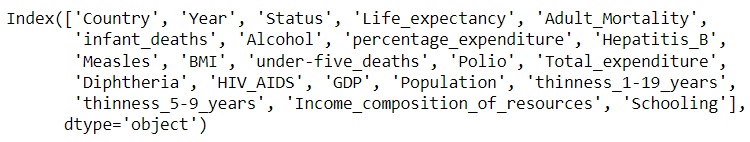 Index(['Country', 'Year', 'Status', 'Life_expectancy', 'Adult_Mortality',
'infant_deaths', 'Alcohol', 'percentage_expenditure', 'Hepatitis_B',
'Measles', 'BMI', 'under-five_deaths', 'Polio', 'Total_expenditure',
'Diphtheria', 'HIV_AIDS', 'GDP', 'Population', 'thinness_1-19_years',
'thinness_5-9_years', 'Income_composition_of_resources', 'Schooling'],
dtype='object')